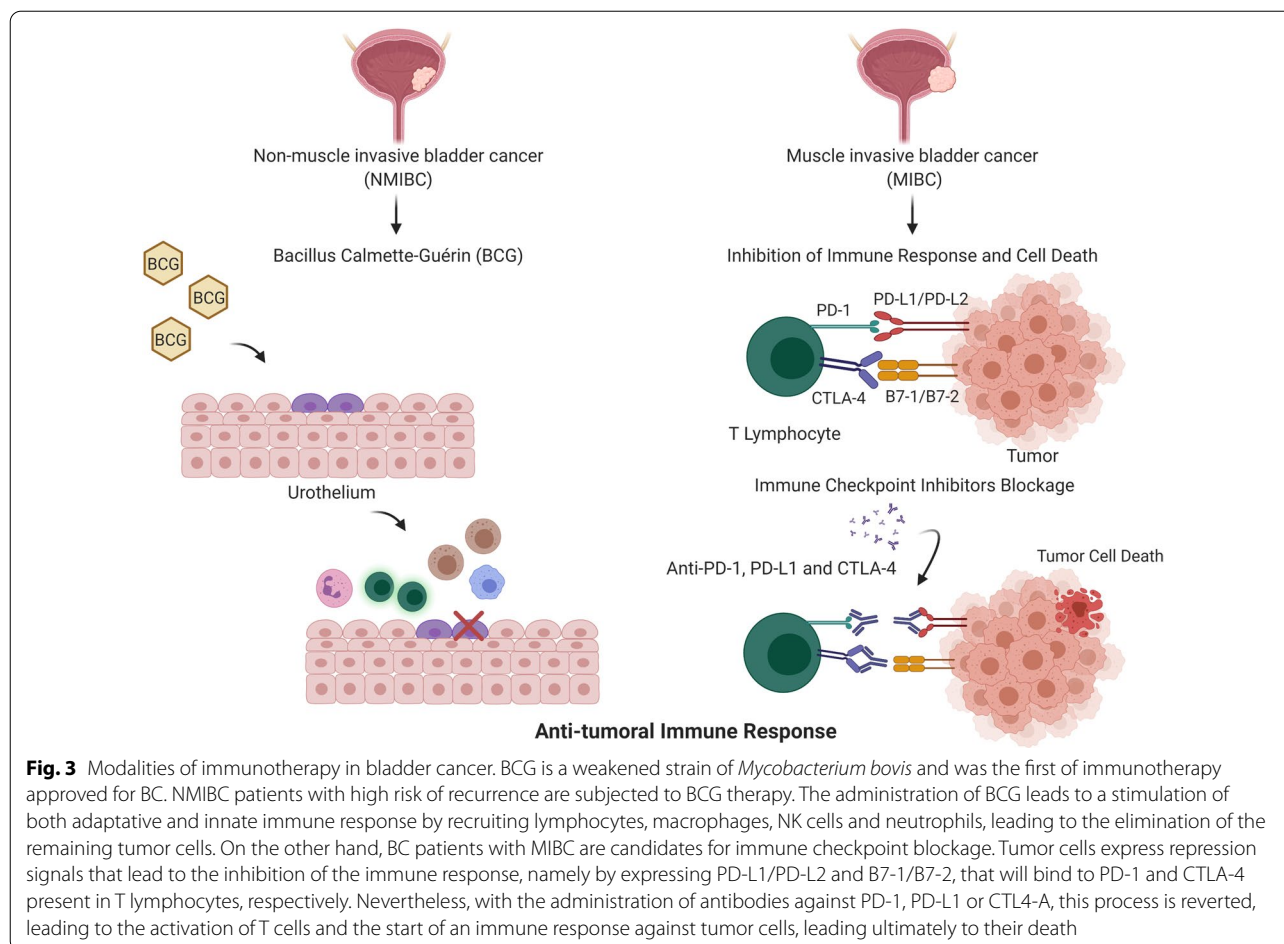 Non-muscle invasive bladder cancer
(NMIBC)
Bacillus Calmette-Guérin (BCG)
BCG
BCG
BCG
Urothelium
Muscle invasive bladder cancer
(MIBC)
Inhibition of Immune Response and Cell Death
PD-1
PD-L1/PD-L2
CTLA-4
B7-1/B7-2
T Lymphocyte
Tumor
Immune Checkpoint Inhibitors Blockage
Anti-PD-1, PD-L1 and CTLA-4
Tumor Cell Death
Anti-tumoral Immune Response
Fig. 3 Modalities of immunotherapy in bladder cancer. BCG is a weakened strain of Mycobacterium bovis and was the first of immunotherapy
approved for BC. NMIBC patients with high risk of recurrence are subjected to BCG therapy. The administration of BCG leads to a stimulation of
both adaptative and innate immune response by recruiting lymphocytes, macrophages, NK cells and neutrophils, leading to the elimination of the
remaining tumor cells. On the other hand, BC patients with MIBC are candidates for immune checkpoint blockage. Tumor cells express repression
signals that lead to the inhibition of the immune response, namely by expressing PD-L1/PD-L2 and B7-1/B7-2, that will bind to PD-1 and CTLA-4
present in T lymphocytes, respectively. Nevertheless, with the administration of antibodies against PD-1, PD-L1 or CTL4-A, this process is reverted,
leading to the activation of T cells and the start of an immune response against tumor cells, leading ultimately to their death